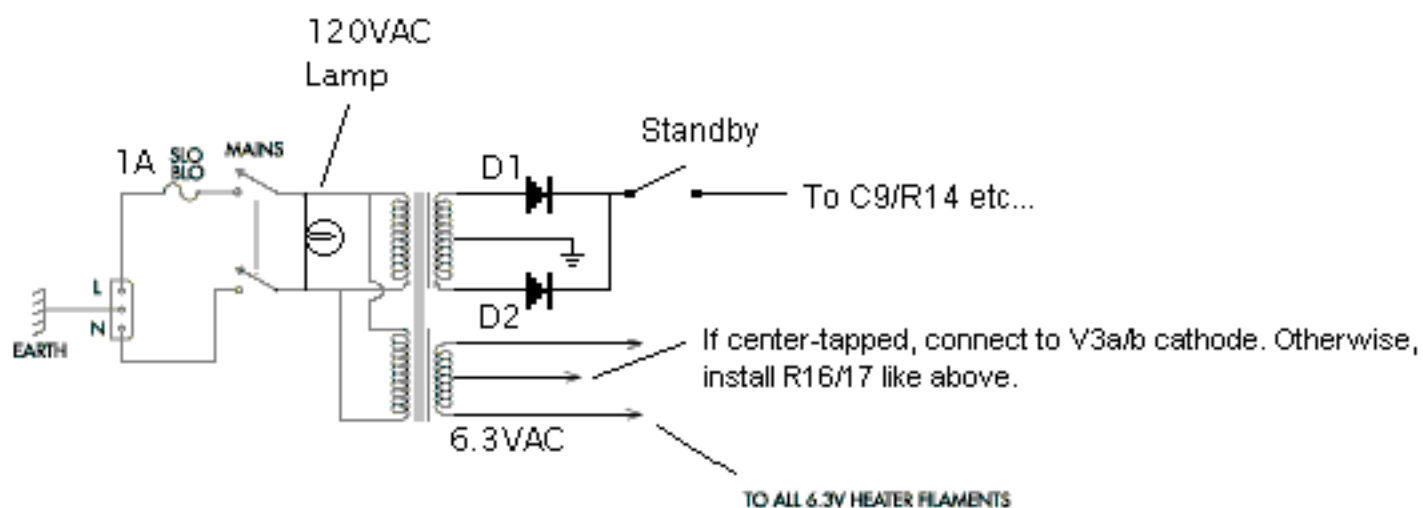 120VAC
Lamp
Standby
1A
SLO
BLO
MAINS
D1
To C9/R14 etc...
L
N
EARTH
D2
If center-tapped, connect to V3a/b cathode. Otherwise,
install R16/17 like above.
6.3VAC
TO ALL 6.3V HEATER FILAMENTS